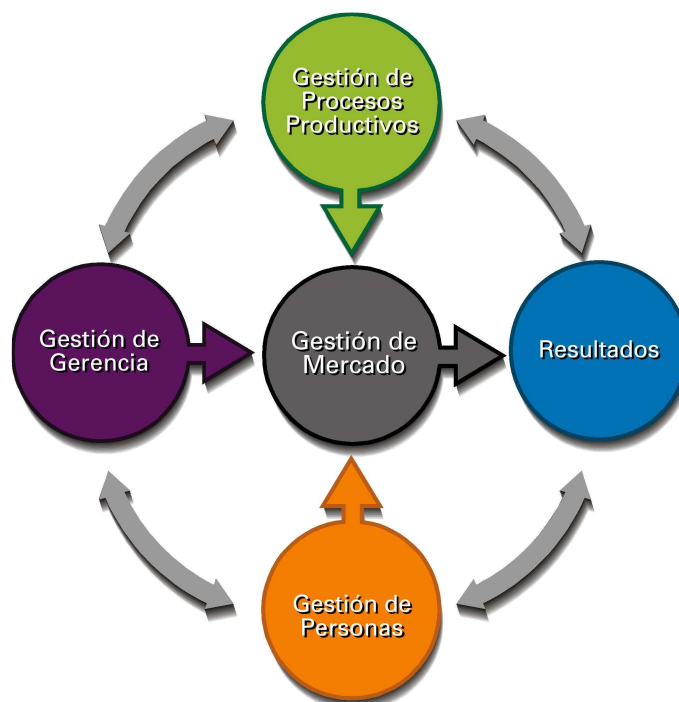 Gestión de
Procesos
Productivos
Gestión de
Gerencia
Gestión de
Mercado
Resultados
Gestión de
Personas